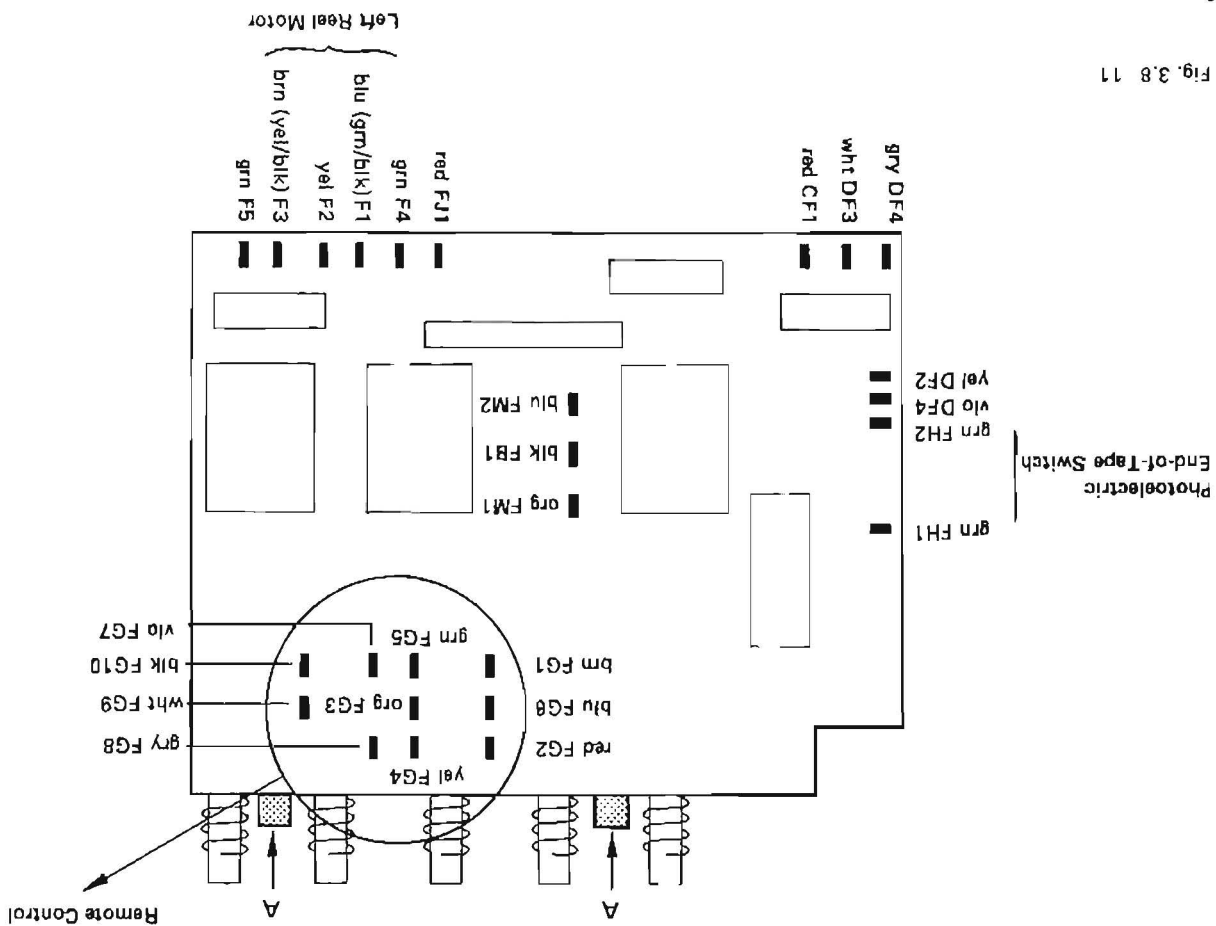 A
A
Remote Control
yel FG4
red FG2
gry FG8
blu FG6
org FG3
wht FG9
brn FG1
grn FG5
blk FG10
vio FG7
grn FH1
Photoelectric
End-of-Tape Switch
grn FH2
vio DF4
yel DF2
org FM1
blk FB1
blu FM2
gry DF4
wht DF3
red CF1
red FJ1
grn F4
blu (grn/blk) F1
yel F2
brn (yel/blk) F3
grn F5
Left Reel Motor
Fig. 3.8 11